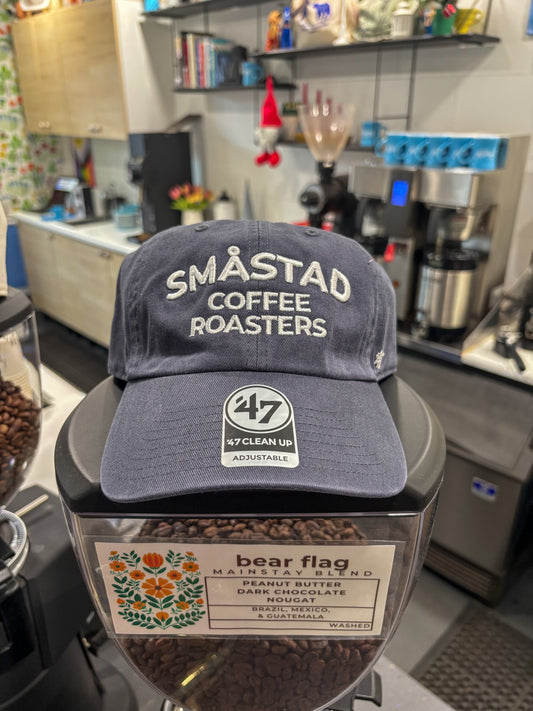 SMÅSTAD
COFFEE
ROASTERS
'47
'47 CLEAN UP
ADJUSTABLE
bear flag
MAINSTAY BLEND
PEANUT BUTTER
DARK CHOCOLATE
NOUGAT
BRAZIL, MEXICO,
& GUATEMALA
WASHED